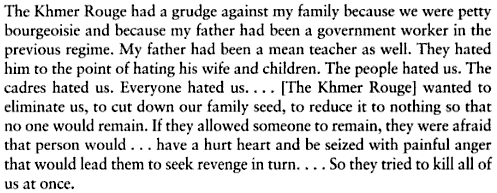 The Khmer Rouge had a grudge against my family because we were petty
bourgeoisie and because my father had been a government worker in the
previous regime. My father had been a mean teacher as well. They hated
him to the point of hating his wife and children. The people hated us. The
cadres hated us. Everyone hated us. . . . [The Khmer Rouge] wanted to
eliminate us, to cut down our family seed, to reduce it to nothing so that
no one would remain. If they allowed someone to remain, they were afraid
that person would . . . have a hurt heart and be seized with painful anger
that would lead them to seek revenge in turn. . . . So they tried to kill all of
us at once.